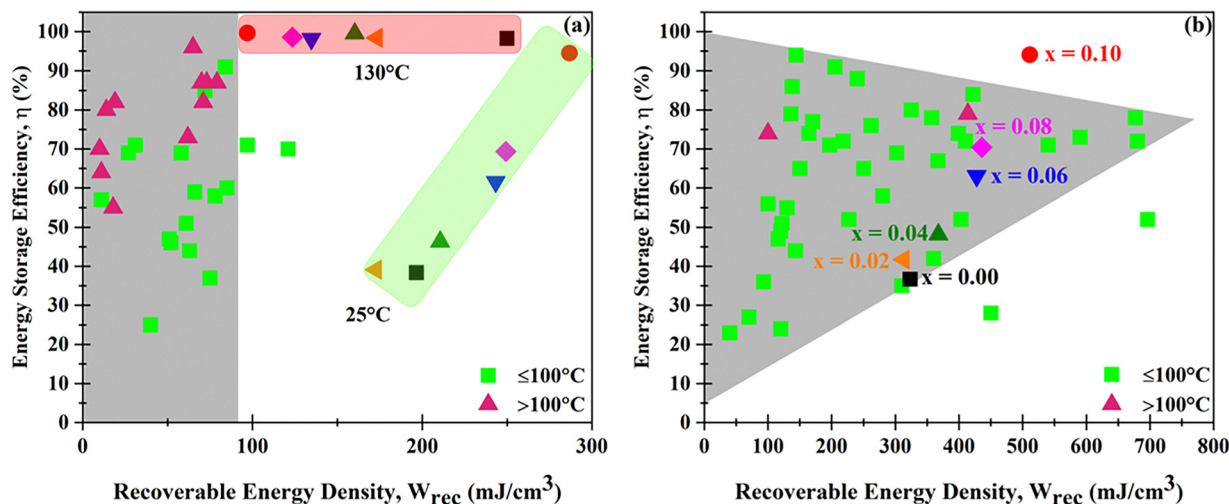 (a)
100
90
80
70
60
50
40
30
20
10
0
Energy Storage Efficiency, η (%)
130°C
25°C
≤100°C
>100°C
0 100 200 300
Recoverable Energy Density, Wrec (mJ/cm³)
(b)
100
90
80
70
60
50
40
30
20
10
0
Energy Storage Efficiency, η (%)
x = 0.10
x = 0.08
x = 0.06
x = 0.04
x = 0.02
x = 0.00
≤100°C
>100°C
0 100 200 300 400 500 600 700 800
Recoverable Energy Density, Wrec (mJ/cm³)